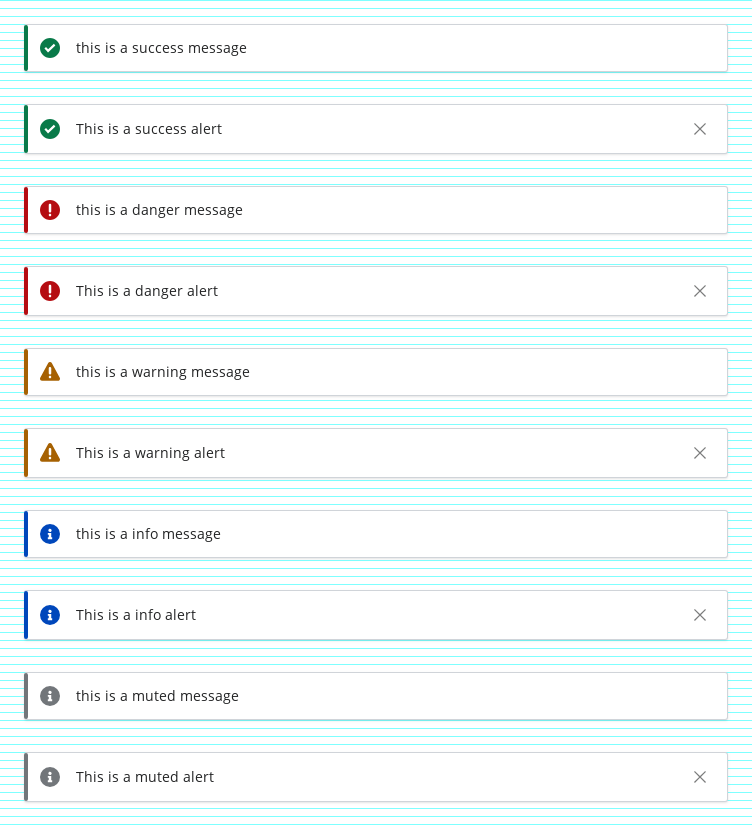 this is a success message
This is a success alert
this is a danger message
This is a danger alert
this is a warning message
This is a warning alert
this is a info message
This is a info alert
this is a muted message
This is a muted alert